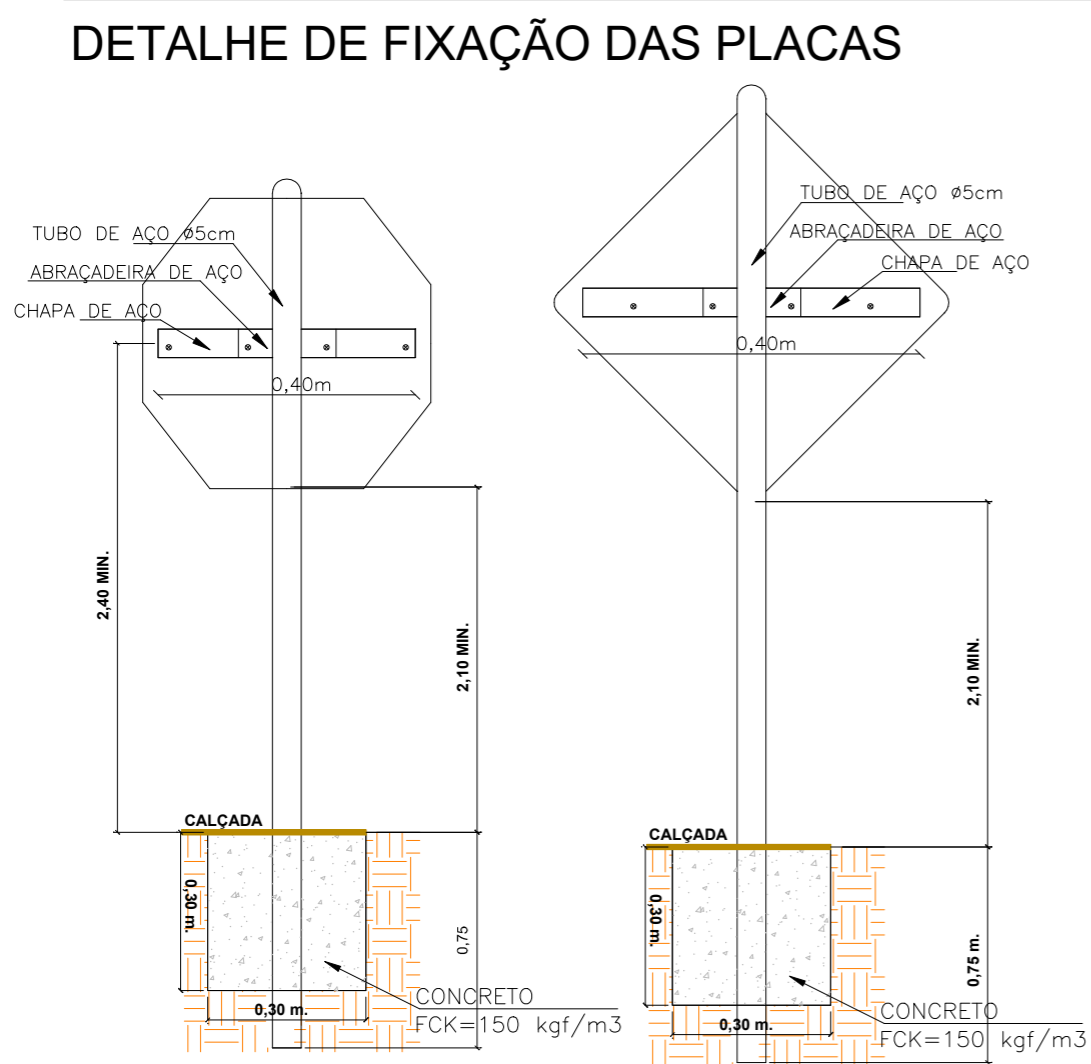 DETALHE DE FIXAÇÃO DAS PLACAS
TUBO DE AÇO ø5cm
ABRAÇADEIRA DE AÇO
CHAPA DE AÇO
0,40m
2,40 MIN.
2,10 MIN.
CALÇADA
0,30 m.
0,75
0,30 m.
CONCRETO
FCK=150 kgf/m3
TUBO DE AÇO ø5cm
ABRAÇADEIRA DE AÇO
CHAPA DE AÇO
0,40m
2,10 MIN.
CALÇADA
0,30 m.
0,75 m.
0,30 m.
CONCRETO
FCK=150 kgf/m3